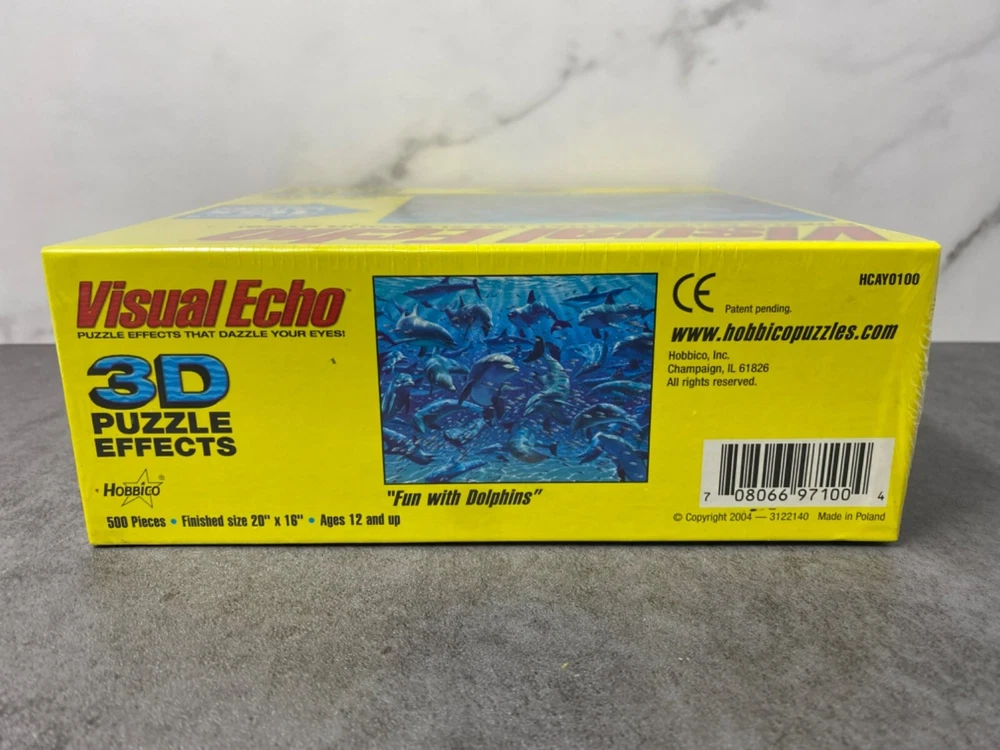 Visual Echo
Visual Echo™
PUZZLE EFFECTS THAT DAZZLE YOUR EYES!
3D
PUZZLE
EFFECTS
HOBBICO®
500 Pieces • Finished size 20" x 16" • Ages 12 and up
"Fun with Dolphins"
CE
Patent pending.
HCAY0100
www.hobbicopuzzles.com
Hobbico, Inc.
Champaign, IL 61826
All rights reserved.
7 08066 97100 4
© Copyright 2004 — 3122140 Made in Poland